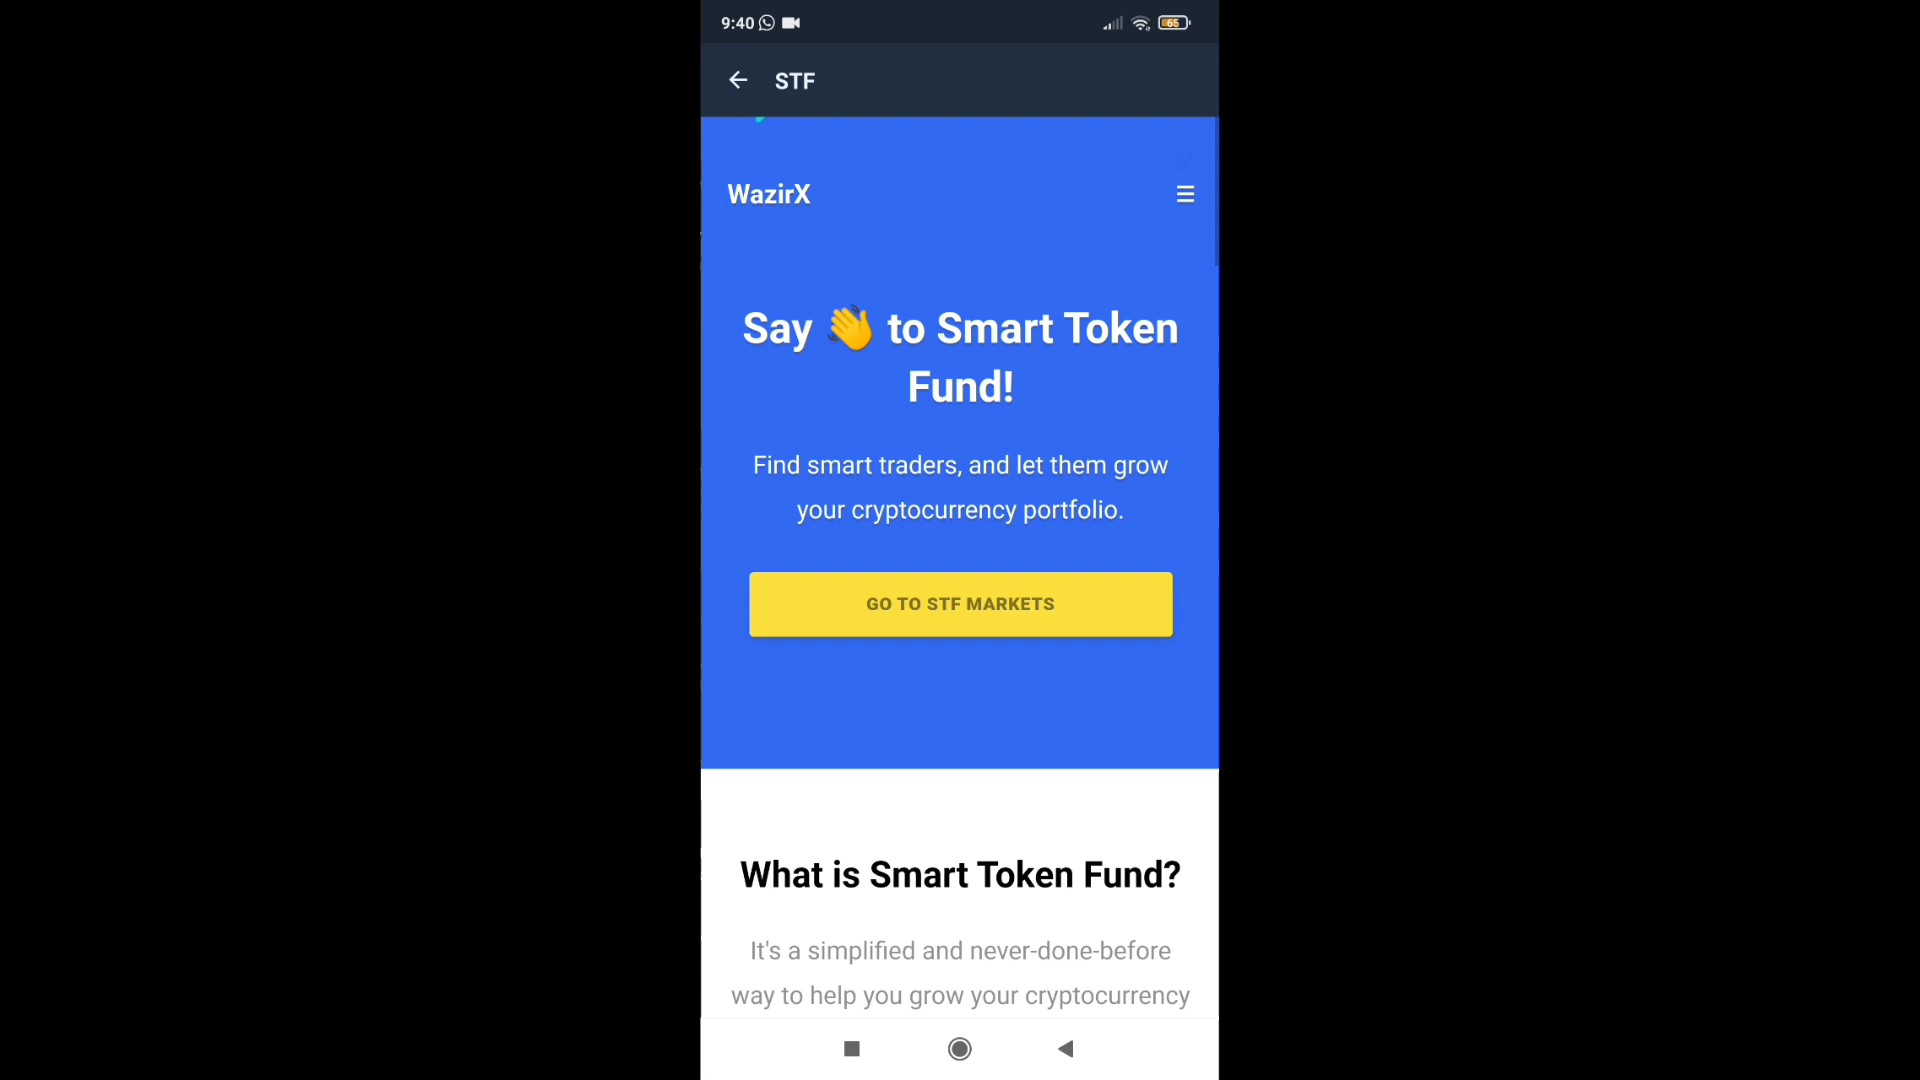 9:40
65
STF
WazirX
Say 👋 to Smart Token
Fund!
Find smart traders, and let them grow
your cryptocurrency portfolio.
GO TO STF MARKETS
What is Smart Token Fund?
It's a simplified and never-done-before
way to help you grow your cryptocurrency